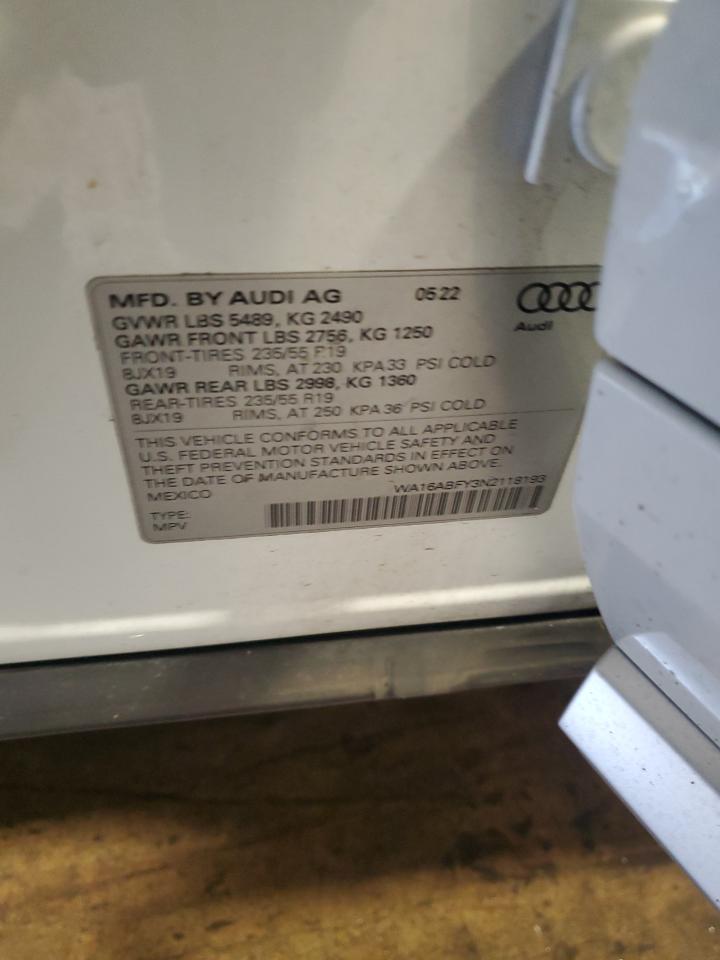 MFD. BY AUDI AG 05.22
Audi
GVWR LBS 5489, KG 2490
GAWR FRONT LBS 2756, KG 1250
FRONT-TIRES 235/55 R19
8JX19 RIMS, AT 230 KPA 33 PSI COLD
GAWR REAR LBS 2998, KG 1360
REAR-TIRES 235/55 R19
8JX19 RIMS, AT 250 KPA 36 PSI COLD
THIS VEHICLE CONFORMS TO ALL APPLICABLE
U.S. FEDERAL MOTOR VEHICLE SAFETY AND
THEFT PREVENTION STANDARDS IN EFFECT ON
THE DATE OF MANUFACTURE SHOWN ABOVE.
MEXICO WA16ABFY3N2118193
TYPE:
MPV